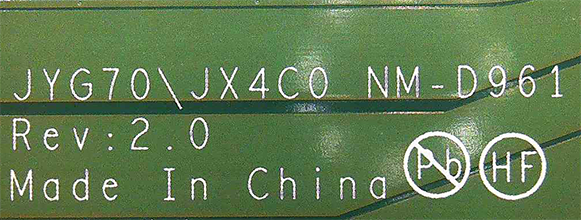 JYG70\JX4C0 NM-D961
Rev:2.0
Made In China Pb HF